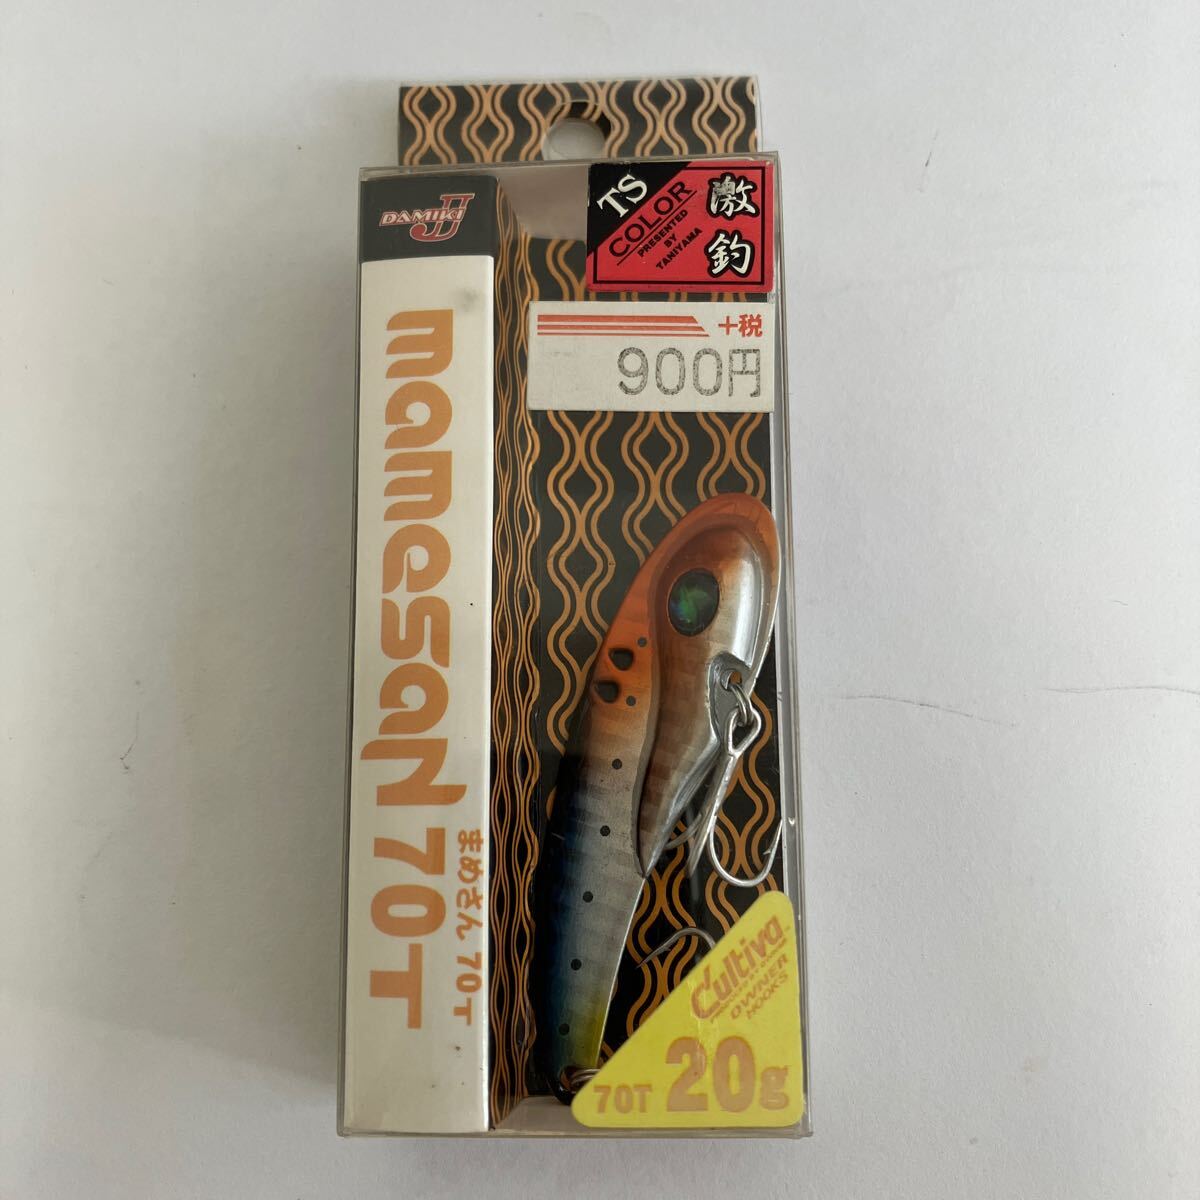 DAMIKI J
mamesan 70T
まめさん 70T
TS
COLOR
PRESENTED
BY
TANIYAMA
激釣
+税
900円
Cultiva
OWNER
HOOKS
70T 20g